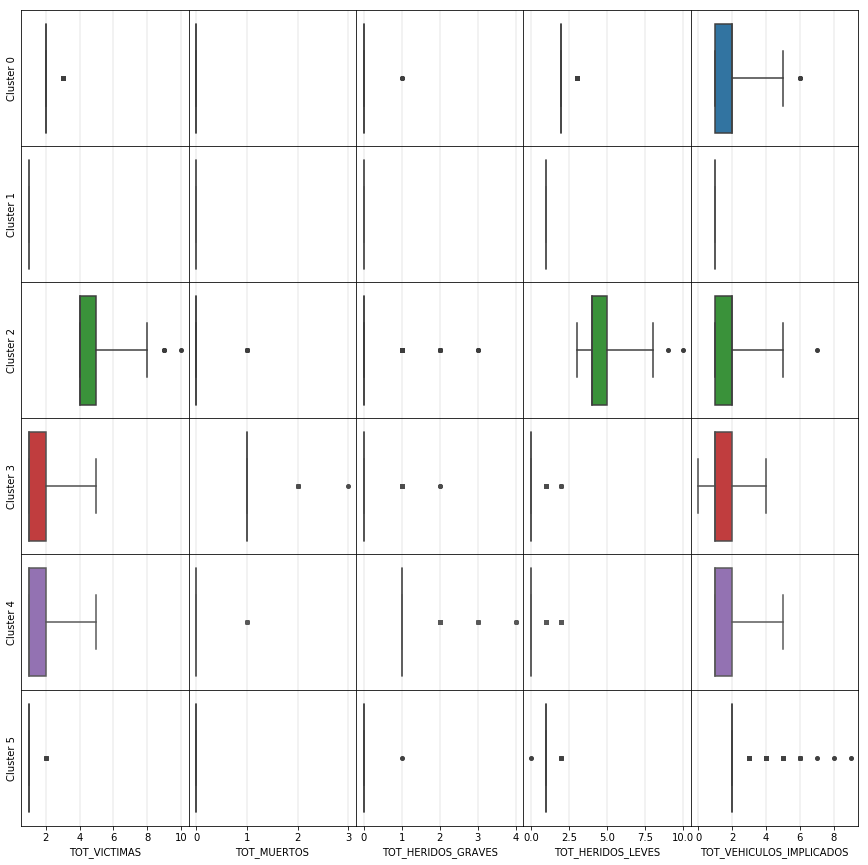 Cluster 0
Cluster 1
Cluster 2
Cluster 3
Cluster 4
Cluster 5
2 4 6 8 10 0 1 2 3 0 1 2 3 4 0.0 2.5 5.0 7.5 10.0 0 2 4 6 8
TOT_VICTIMAS TOT_MUERTOS TOT_HERIDOS_GRAVES TOT_HERIDOS_LEVES TOT_VEHICULOS_IMPLICADOS